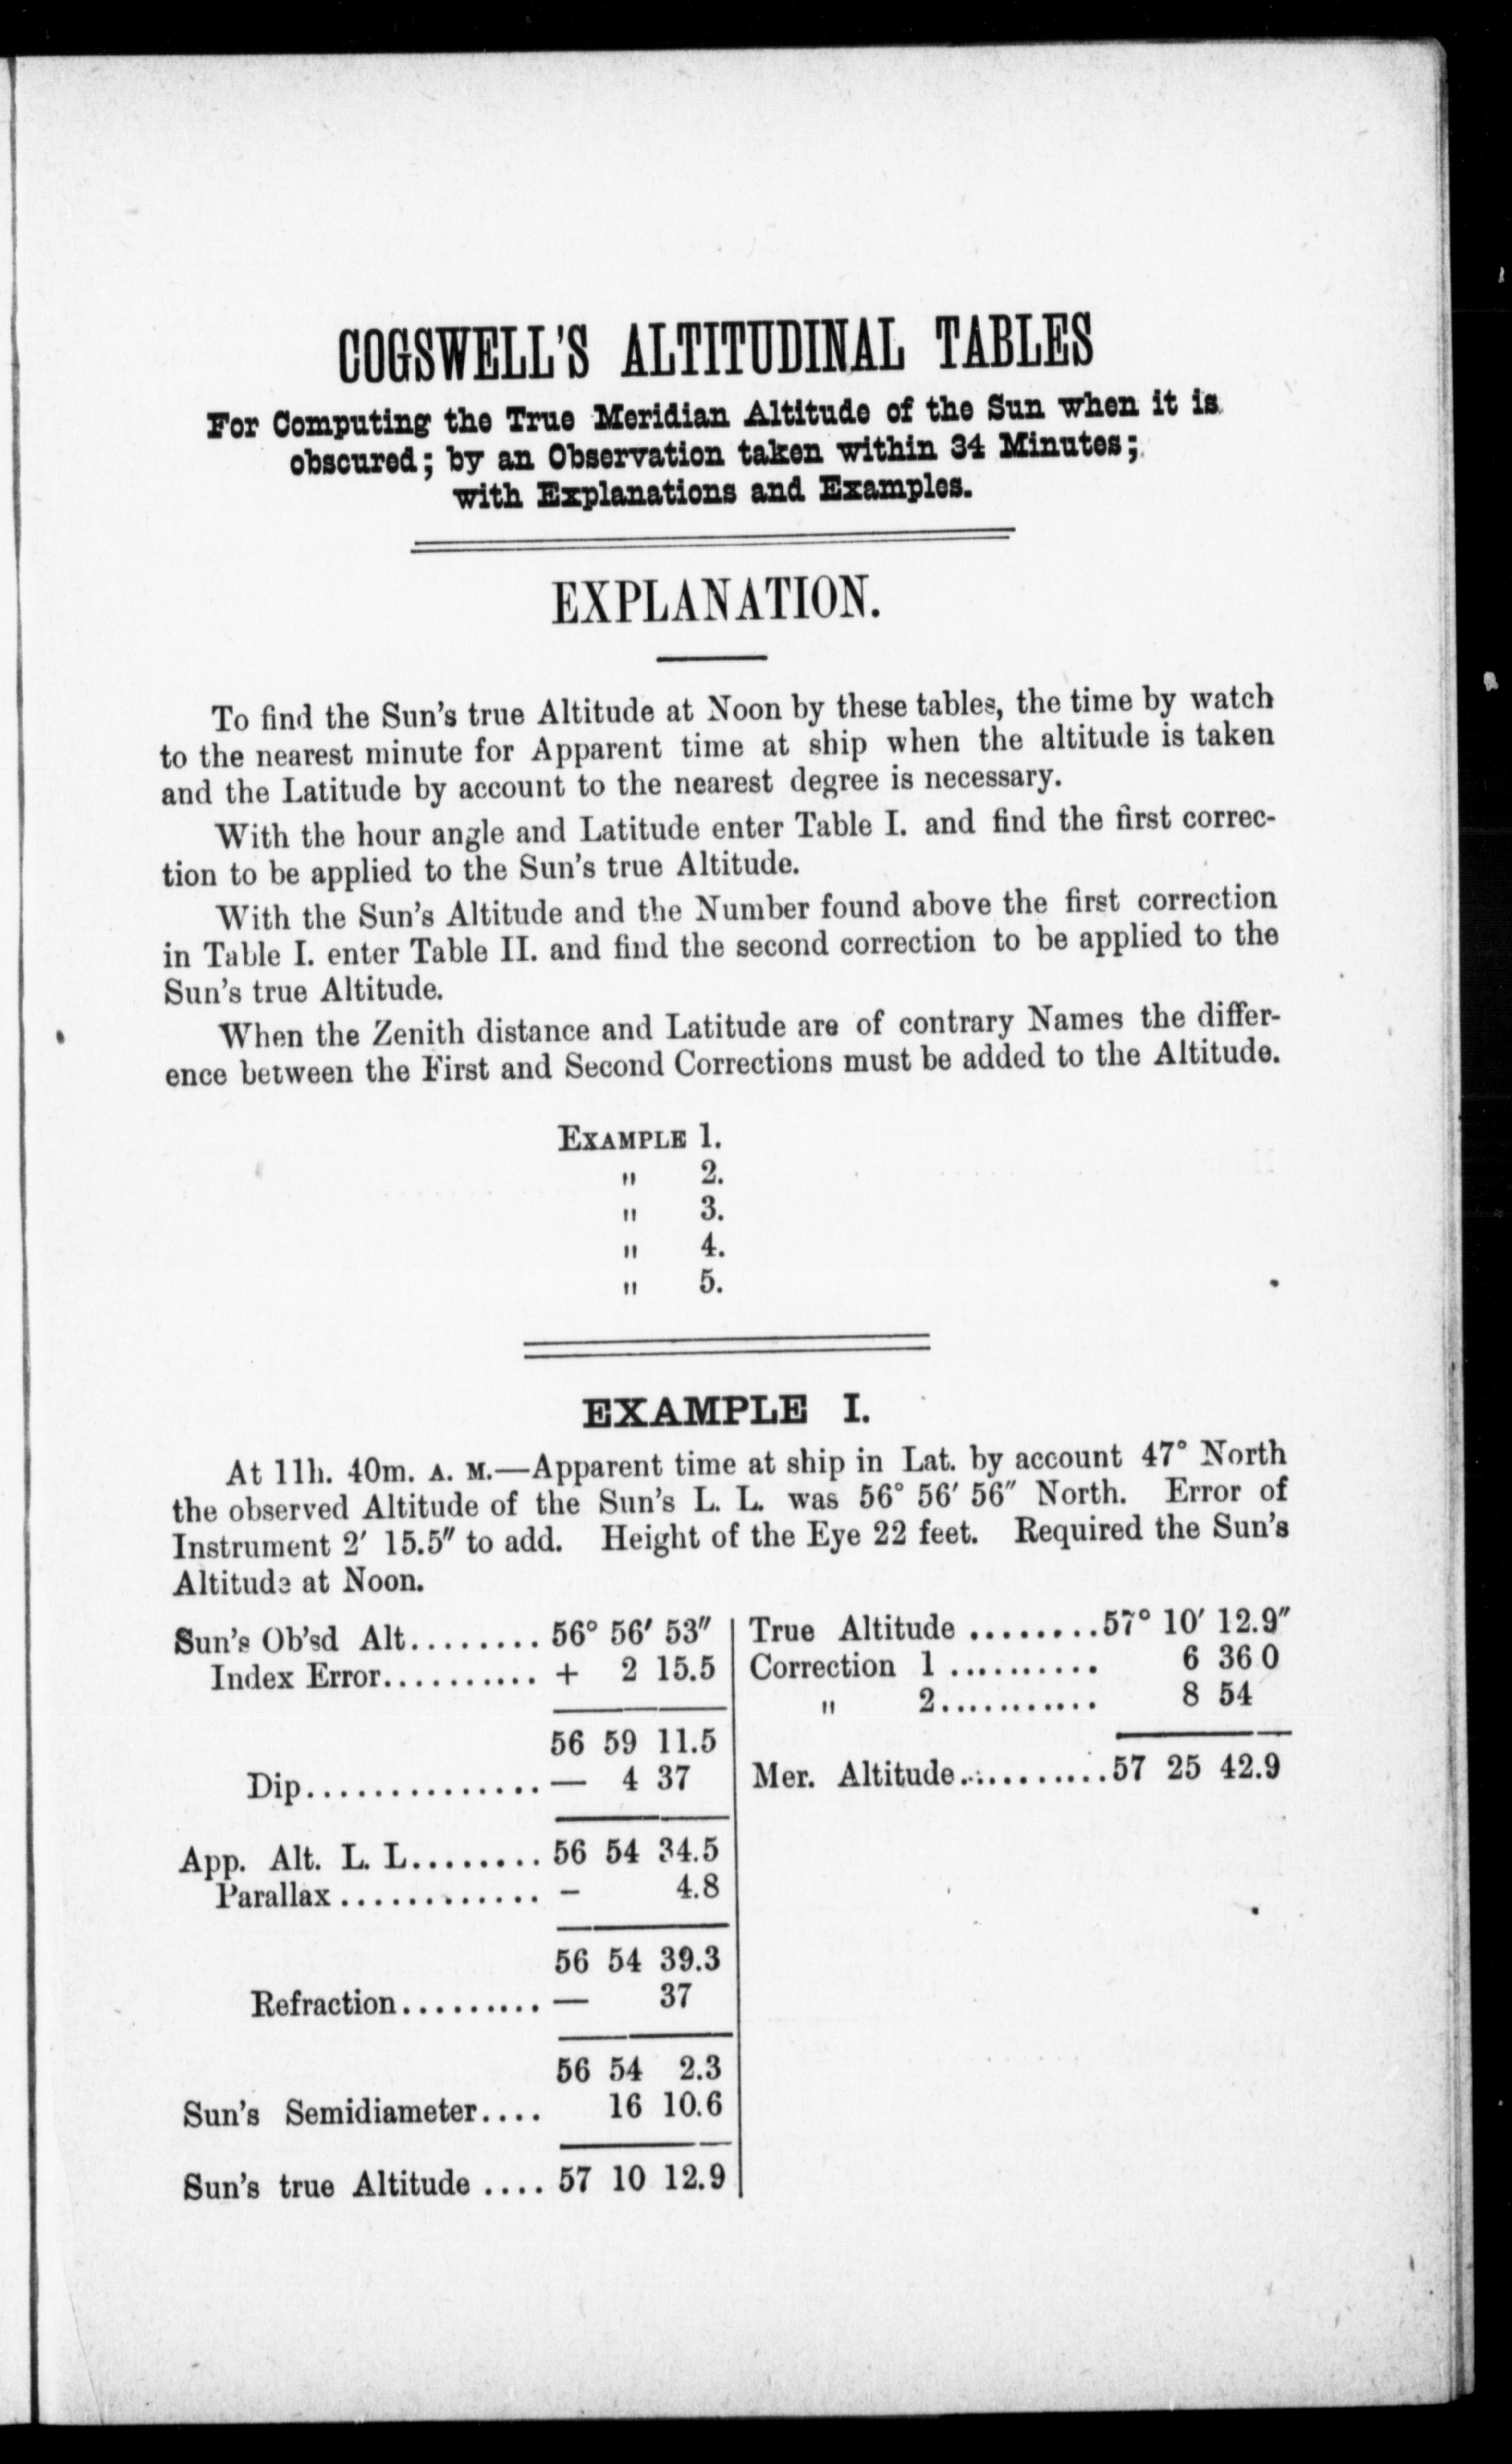 COGSWELL'S ALTITUDINAL TABLES
For Computing the True Meridian Altitude of the Sun when it is
obscured; by an Observation taken within 34 Minutes;
with Explanations and Examples.
EXPLANATION.
To find the Sun's true Altitude at Noon by these tables, the time by watch
to the nearest minute for Apparent time at ship when the altitude is taken
and the Latitude by account to the nearest degree is necessary.
With the hour angle and Latitude enter Table I. and find the first correc-
tion to be applied to the Sun's true Altitude.
With the Sun's Altitude and the Number found above the first correction
in Table I. enter Table II. and find the second correction to be applied to the
Sun's true Altitude.
When the Zenith distance and Latitude are of contrary Names the differ-
ence between the First and Second Corrections must be added to the Altitude.
EXAMPLE 1.
" 2.
" 3.
" 4.
" 5.
EXAMPLE I.
At 11h. 40m. A. M.—Apparent time at ship in Lat. by account 47° North
the observed Altitude of the Sun's L. L. was 56° 56′ 56″ North. Error of
Instrument 2′ 15.5″ to add. Height of the Eye 22 feet. Required the Sun's
Altitude at Noon.
Sun's Ob'sd Alt........ 56° 56′ 53″
Index Error.......... + 2 15.5
56 59 11.5
Dip.............. — 4 37
App. Alt. L. L........ 56 54 34.5
Parallax ............ – 4.8
56 54 39.3
Refraction......... — 37
56 54 2.3
Sun's Semidiameter.... 16 10.6
Sun's true Altitude .... 57 10 12.9
True Altitude ........57° 10′ 12.9″
Correction 1 .......... 6 36 0
" 2........... 8 54
Mer. Altitude...........57 25 42.9